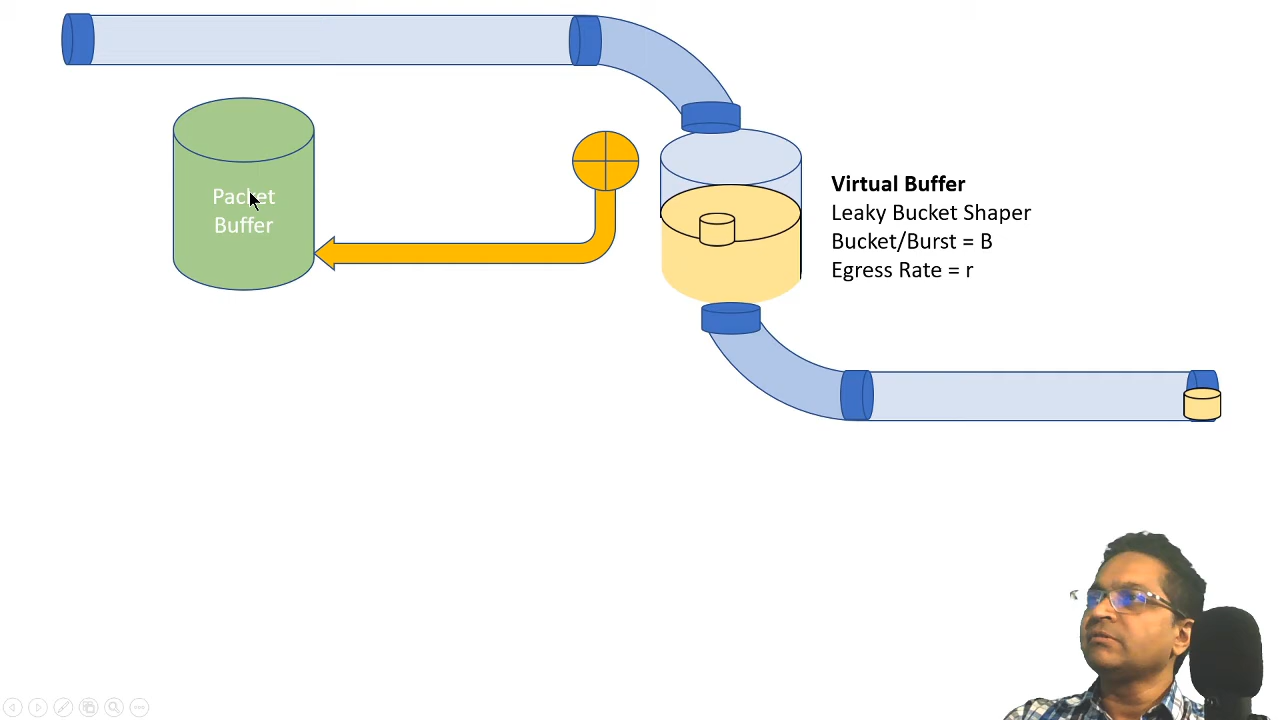 Packet
Buffer
Virtual Buffer
Leaky Bucket Shaper
Bucket/Burst = B
Egress Rate = r